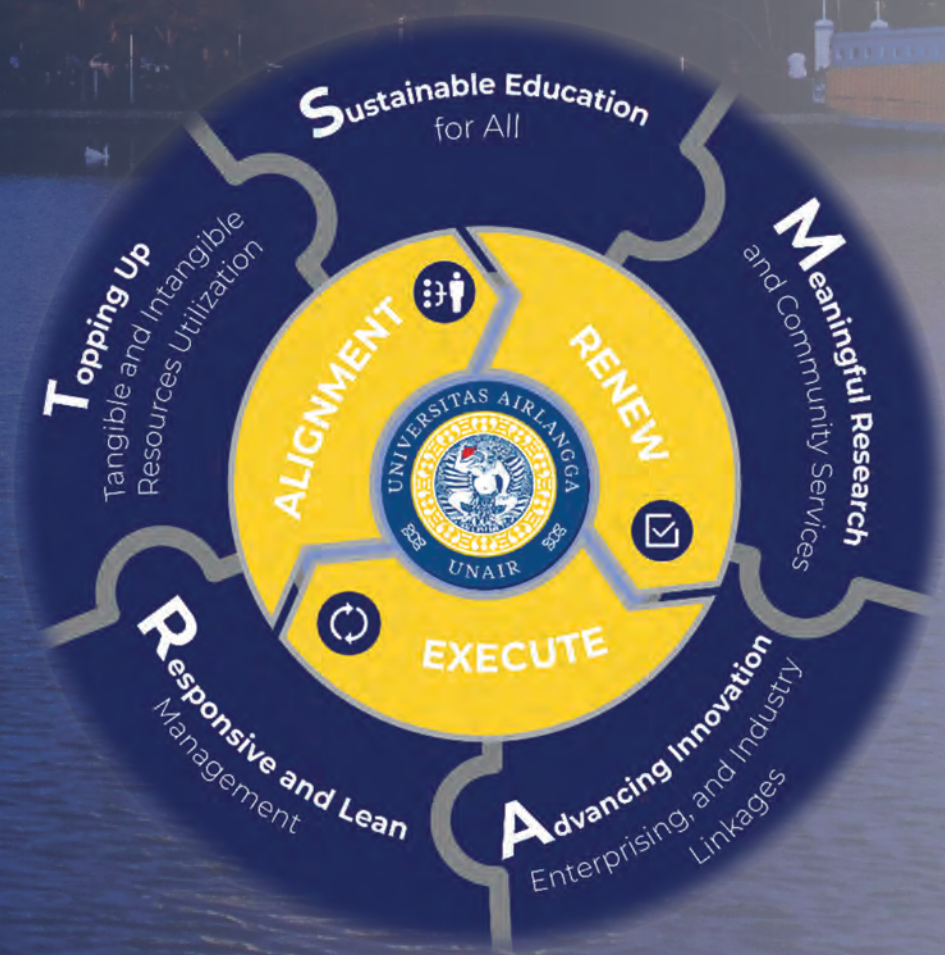 Sustainable Education
for All
Meaningful Research
and Community Services
Advancing Innovation
Enterprising, and Industry
Linkages
Responsive and Lean
Management
Topping Up
Tangible and Intangible
Resources Utilization
ALIGNMENT
RENEW
EXECUTE
UNIVERSITAS AIRLANGGA
UNAIR